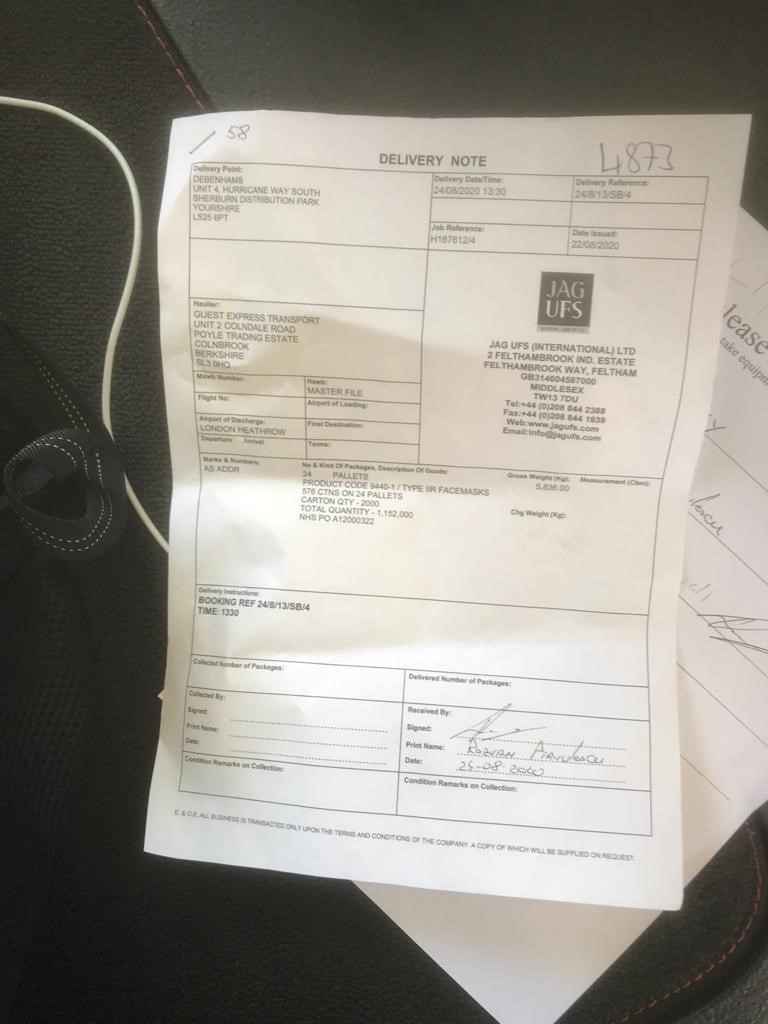 58
DELIVERY NOTE
4873
Delivery Point:
DEBENHAMS
UNIT 4, HURRICANE WAY SOUTH
SHERBURN DISTRIBUTION PARK
YOURSHIRE
LS25 6PT
Delivery Date/Time:
24/08/2020 13:30
Delivery Reference:
24/8/13/SB/4
Job Reference:
H167612/4
Date Issued:
22/08/2020
Haulier:
GUEST EXPRESS TRANSPORT
UNIT 2 COLNDALE ROAD
POYLE TRADING ESTATE
COLNBROOK
BERKSHIRE
SL3 0HQ
JAG
UFS
JAG UFS (INTERNATIONAL) LTD
2 FELTHAMBROOK IND. ESTATE
FELTHAMBROOK WAY, FELTHAM
GB314604587000
MIDDLESEX
TW13 7DU
Tel:+44 (0)208 844 2388
Fax:+44 (0)208 844 1939
Web:www.jagufs.com
Email:info@jagufs.com
Mawb Number:
Hawb:
MASTER FILE
Flight No:
Airport of Loading:
Airport of Discharge:
LONDON HEATHROW
Final Destination:
Departure Arrival
Terms:
Marks & Numbers:
AS ADDR
No & Kind Of Packages, Description Of Goods:
24 PALLETS
PRODUCT CODE 9440-1 / TYPE IIR FACEMASKS
576 CTNS ON 24 PALLETS
CARTON QTY - 2000
TOTAL QUANTITY - 1,152,000
NHS PO A12000322
Gross Weight (Kg):
5,836.00
Measurement (Cbm):
Chg Weight (Kg):
Delivery Instructions:
BOOKING REF 24/8/13/SB/4
TIME: 1330
Collected Number of Packages:
Delivered Number of Packages:
Collected By:
Signed:
Print Name:
Date:
Condition Remarks on Collection:
Received By:
Signed:
Print Name:
Date: 25-08-2020
Condition Remarks on Collection:
E. & O.E. ALL BUSINESS IS TRANSACTED ONLY UPON THE TERMS AND CONDITIONS OF THE COMPANY. A COPY OF WHICH WILL BE SUPPLIED ON REQUEST.
lease
take equipm